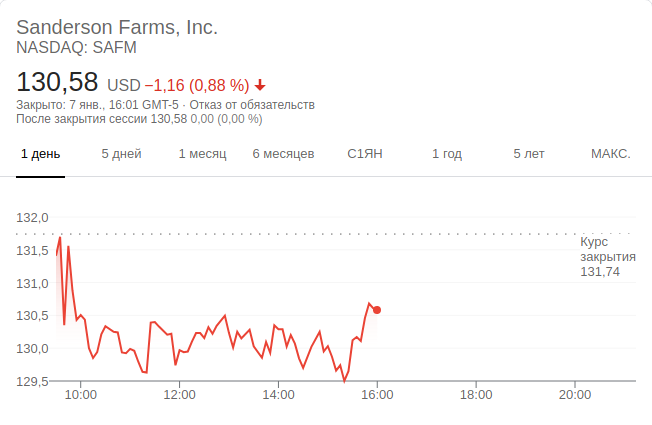 Sanderson Farms, Inc.
NASDAQ: SAFM
130,58 USD −1,16 (0,88 %)
Закрыто: 7 янв., 16:01 GMT-5 · Отказ от обязательств
После закрытия сессии 130,58 0,00 (0,00 %)
1 день 5 дней 1 месяц 6 месяцев С1ЯН 1 год 5 лет МАКС.
132,0
131,5
131,0
130,5
130,0
129,5
Курс
закрытия
131,74
10:00 12:00 14:00 16:00 18:00 20:00